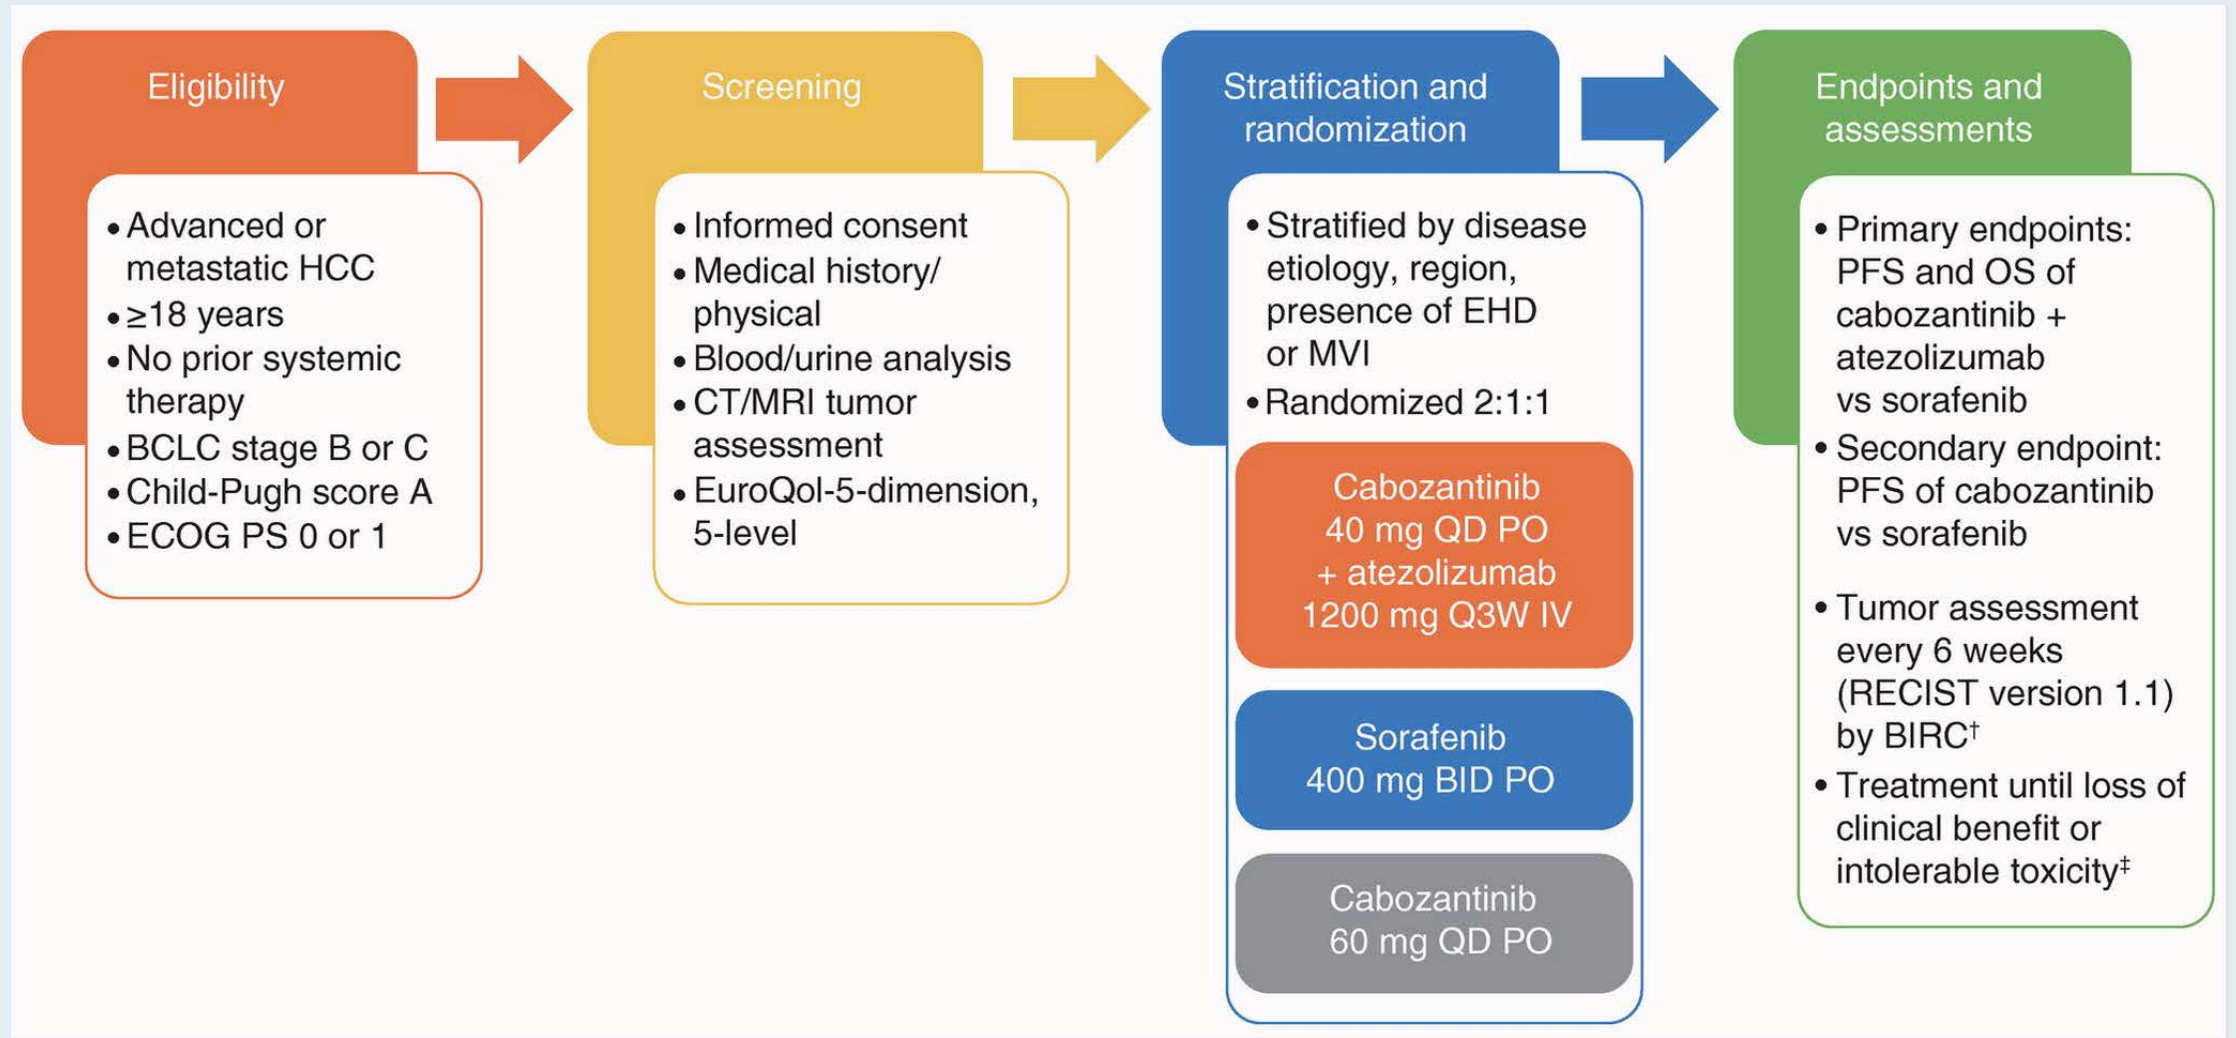 Eligibility
• Advanced or
metastatic HCC
• ≥18 years
• No prior systemic
therapy
• BCLC stage B or C
• Child-Pugh score A
• ECOG PS 0 or 1
Screening
• Informed consent
• Medical history/
physical
• Blood/urine analysis
• CT/MRI tumor
assessment
• EuroQol-5-dimension,
5-level
Stratification and
randomization
• Stratified by disease
etiology, region,
presence of EHD
or MVI
• Randomized 2:1:1
Cabozantinib
40 mg QD PO
+ atezolizumab
1200 mg Q3W IV
Sorafenib
400 mg BID PO
Cabozantinib
60 mg QD PO
Endpoints and
assessments
• Primary endpoints:
PFS and OS of
cabozantinib +
atezolizumab
vs sorafenib
• Secondary endpoint:
PFS of cabozantinib
vs sorafenib
• Tumor assessment
every 6 weeks
(RECIST version 1.1)
by BIRC†
• Treatment until loss of
clinical benefit or
intolerable toxicity‡